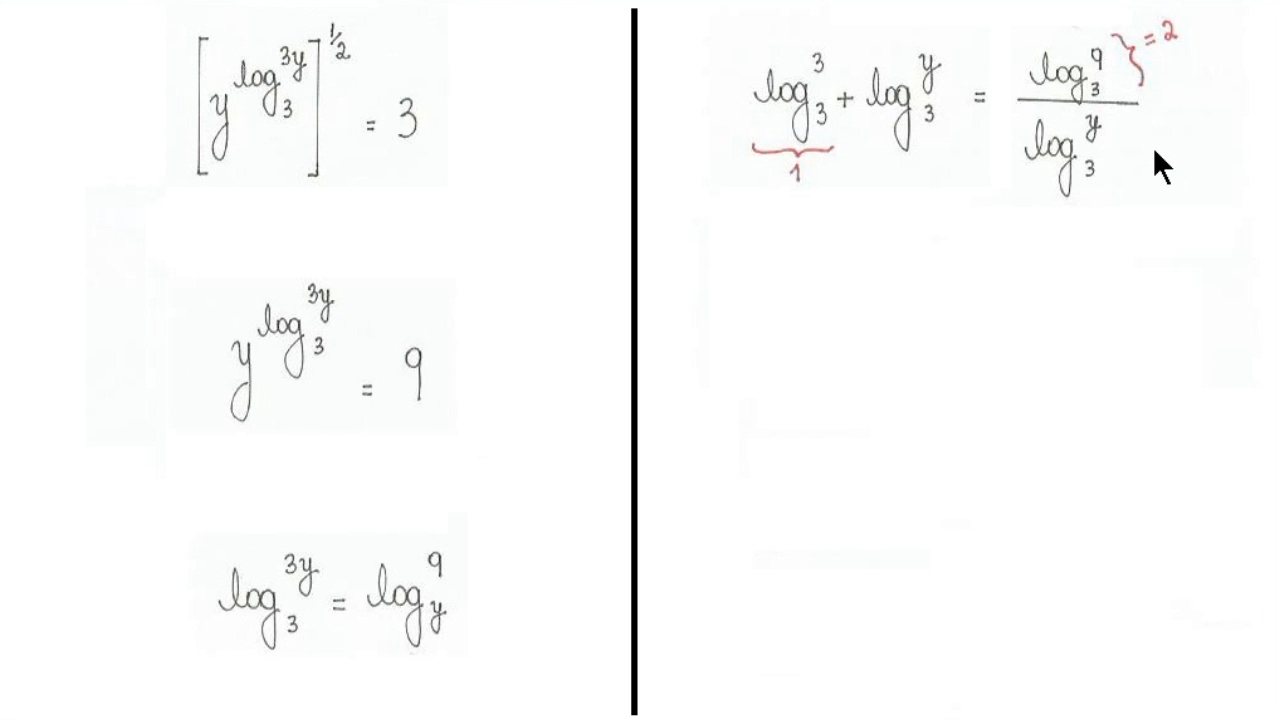 [y^(log_3^(3y))]^(1/2) = 3
y^(log_3^(3y)) = 9
log_3^(3y) = log_y^9
log_3^3 + log_3^y = log_3^9 / log_3^y } = 2
1